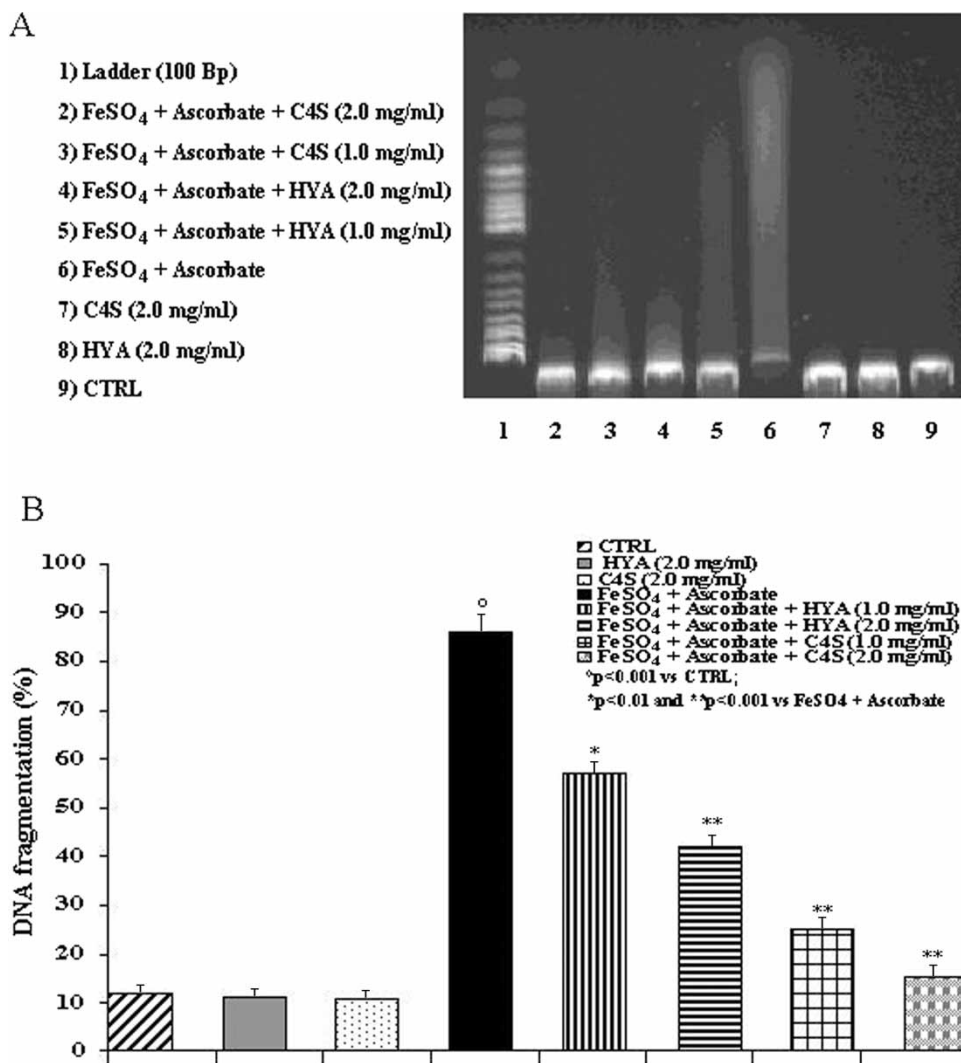 A
1) Ladder (100 Bp)
2) FeSO4 + Ascorbate + C4S (2.0 mg/ml)
3) FeSO4 + Ascorbate + C4S (1.0 mg/ml)
4) FeSO4 + Ascorbate + HYA (2.0 mg/ml)
5) FeSO4 + Ascorbate + HYA (1.0 mg/ml)
6) FeSO4 + Ascorbate
7) C4S (2.0 mg/ml)
8) HYA (2.0 mg/ml)
9) CTRL
1 2 3 4 5 6 7 8 9
B
DNA fragmentation (%)
100
90
80
70
60
50
40
30
20
10
0
°
*
**
**
**
CTRL
HYA (2.0 mg/ml)
C4S (2.0 mg/ml)
FeSO4 + Ascorbate
FeSO4 + Ascorbate + HYA (1.0 mg/ml)
FeSO4 + Ascorbate + HYA (2.0 mg/ml)
FeSO4 + Ascorbate + C4S (1.0 mg/ml)
FeSO4 + Ascorbate + C4S (2.0 mg/ml)
°p<0.001 vs CTRL;
*p<0.01 and **p<0.001 vs FeSO4 + Ascorbate